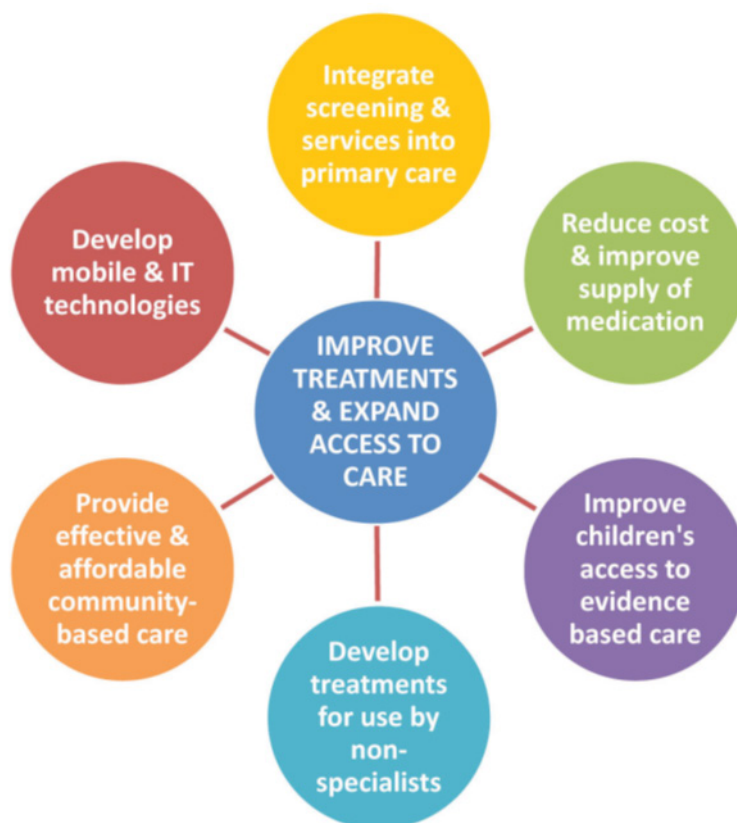 Integrate
screening &
services into
primary care
Develop
mobile & IT
technologies
Reduce cost
& improve
supply of
medication
IMPROVE
TREATMENTS
& EXPAND
ACCESS TO
CARE
Provide
effective &
affordable
community-
based care
Improve
children's
access to
evidence
based care
Develop
treatments
for use by
non-
specialists